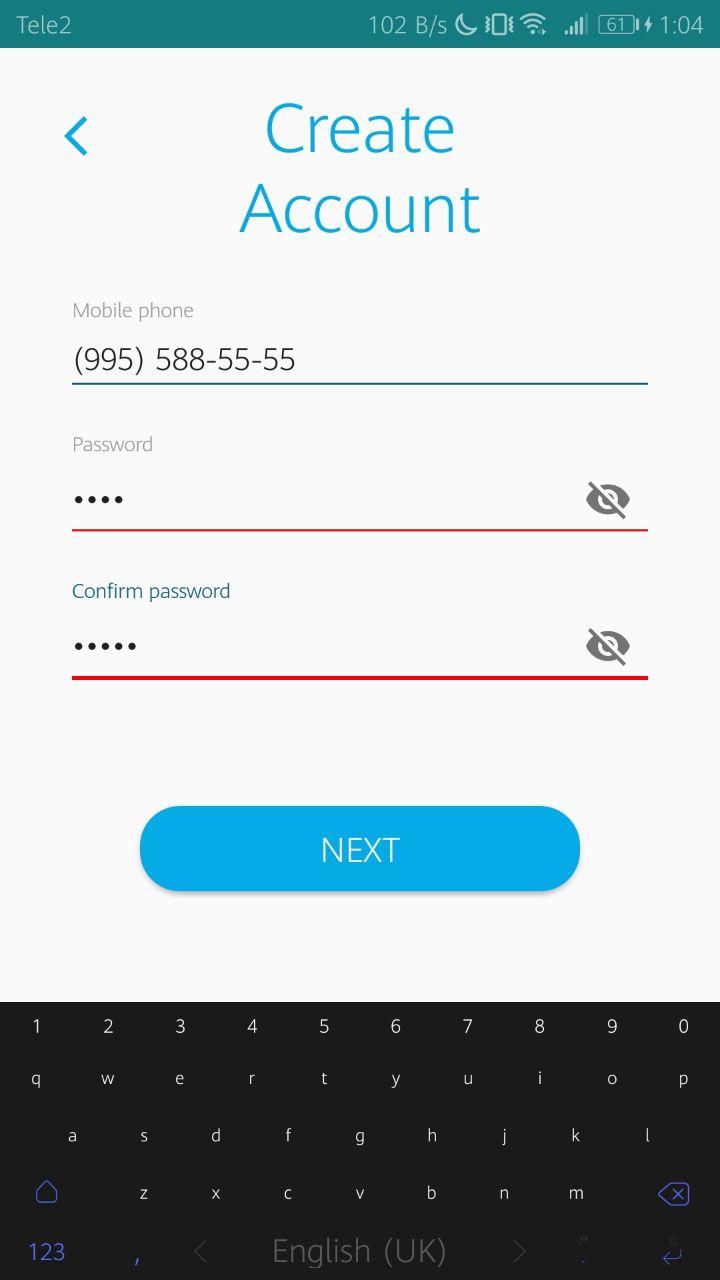 Tele2 102 B/s 61 1:04
Create
Account
Mobile phone
(995) 588-55-55
Password
••••
Confirm password
•••••
NEXT
1 2 3 4 5 6 7 8 9 0
q w e r t y u i o p
a s d f g h j k l
z x c v b n m
123 , English (UK) .